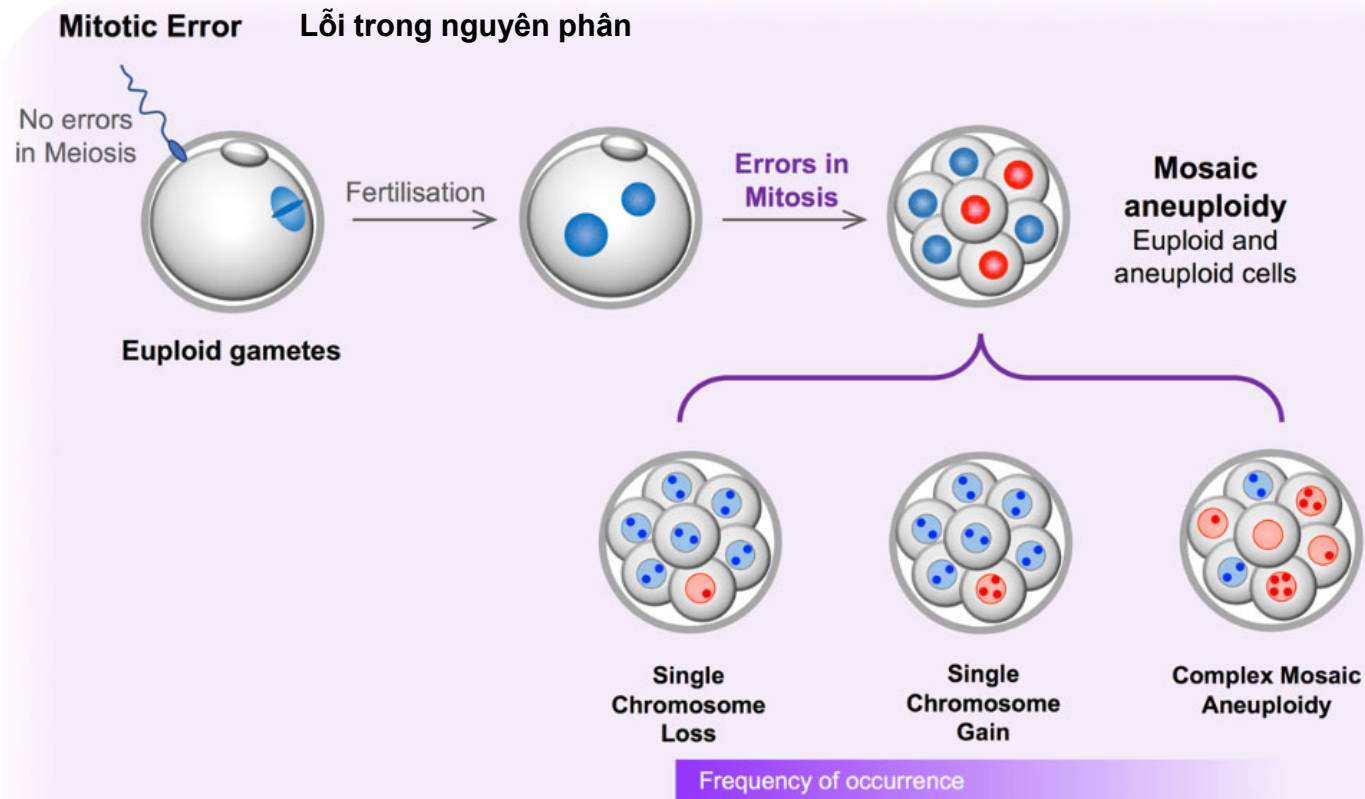 Mitotic Error Lỗi trong nguyên phân
No errors
in Meiosis
Fertilisation
Errors in
Mitosis
Mosaic
aneuploidy
Euploid and
aneuploid cells
Euploid gametes
Single
Chromosome
Loss
Single
Chromosome
Gain
Complex Mosaic
Aneuploidy
Frequency of occurrence